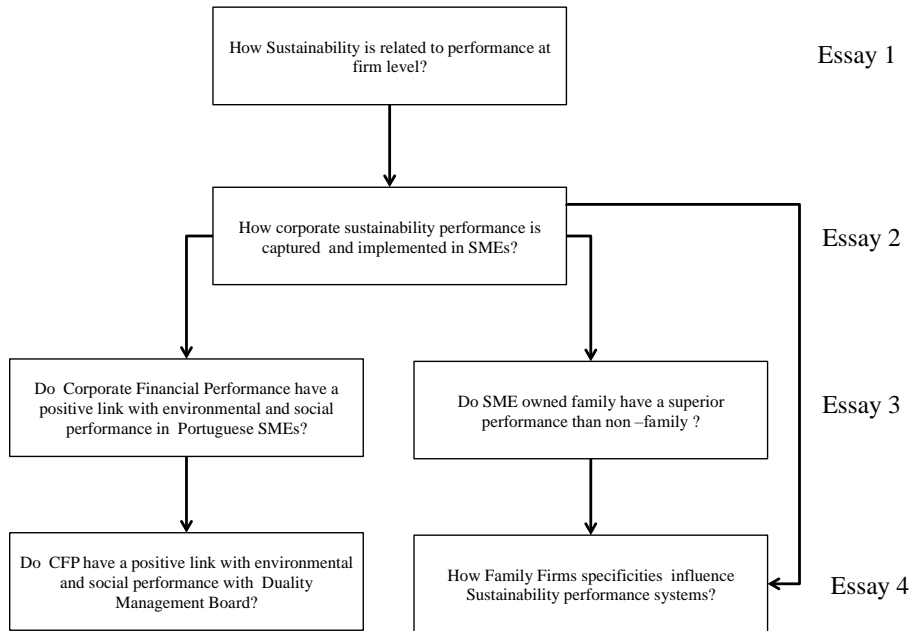 How Sustainability is related to performance at
firm level?
Essay 1
How corporate sustainability performance is
captured and implemented in SMEs?
Essay 2
Do Corporate Financial Performance have a
positive link with environmental and social
performance in Portuguese SMEs?
Do SME owned family have a superior
performance than non –family ?
Essay 3
Do CFP have a positive link with environmental
and social performance with Duality
Management Board?
How Family Firms specificities influence
Sustainability performance systems?
Essay 4